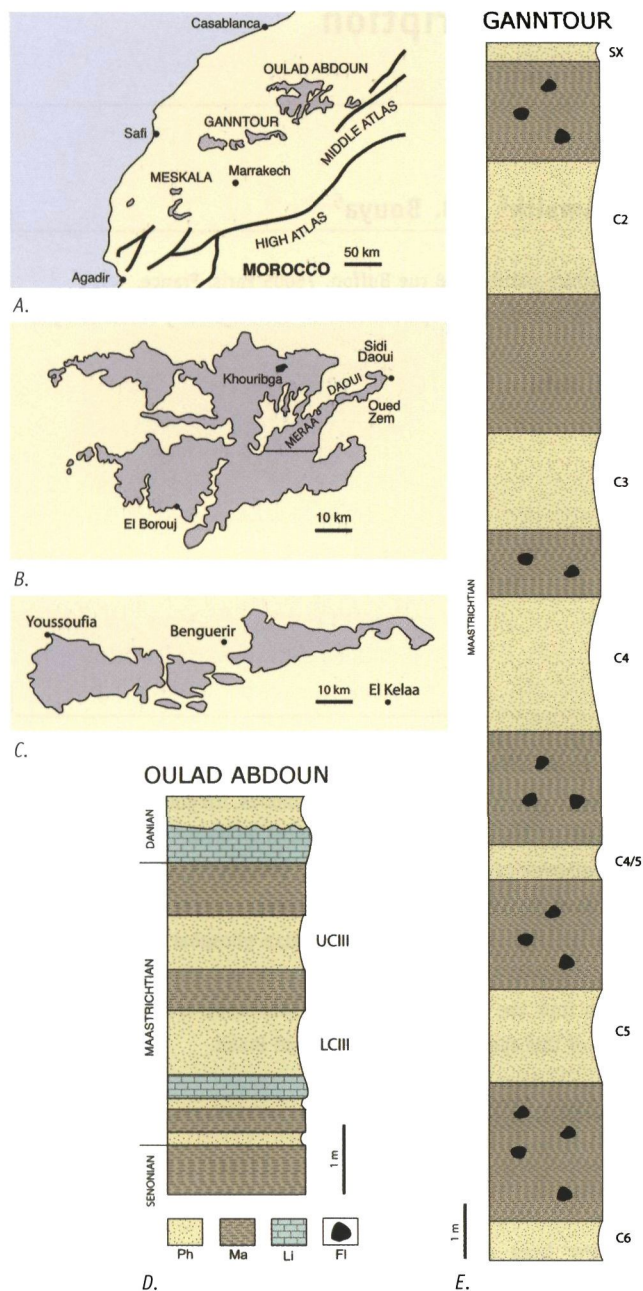 Casablanca
OULAD ABDOUN
GANNTOUR
Safi
MIDDLE ATLAS
MESKALA
Marrakech
HIGH ATLAS
MOROCCO
50 km
Agadir
A.
Sidi
Daoui
Khouribga
DAOUI
Oued
Zem
MERAA
El Borouj
10 km
B.
Youssoufia
Benguerir
10 km
El Kelaa
C.
OULAD ABDOUN
DANIAN
MAASTRICHTIAN
SENONIAN
UCIII
LCIII
1 m
Ph
Ma
Li
Fl
D.
GANNTOUR
SX
C2
C3
MAASTRICHTIAN
C4
C4/5
C5
1 m
C6
E.